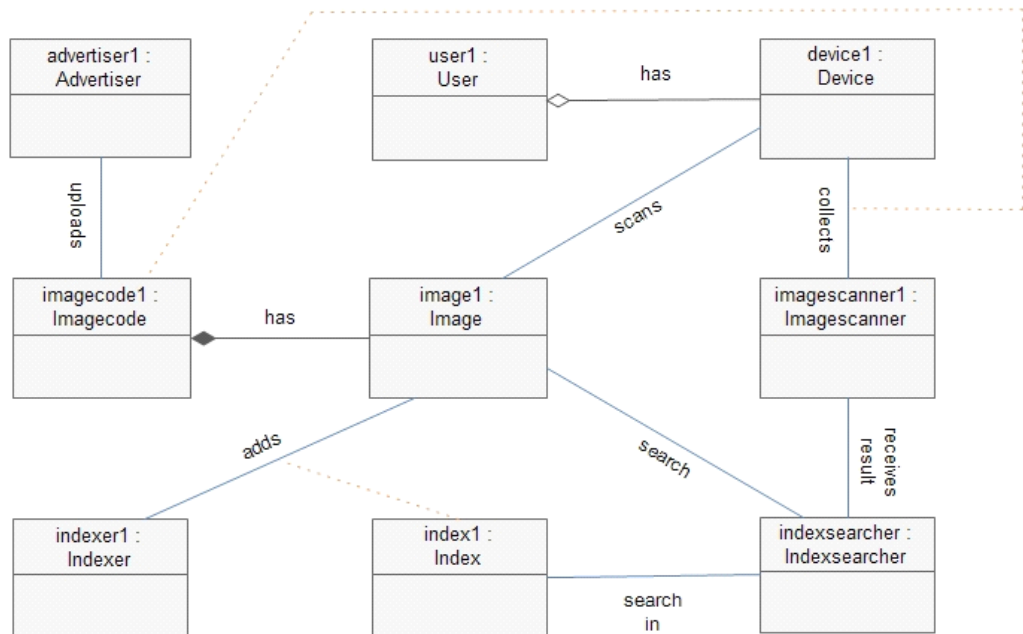 advertiser1 :
Advertiser
user1 :
User
has
device1 :
Device
uploads
scans
collects
imagecode1 :
Imagecode
has
image1 :
Image
imagescanner1 :
Imagescanner
adds
search
receives
result
indexer1 :
Indexer
index1 :
Index
search
in
indexsearcher :
Indexsearcher